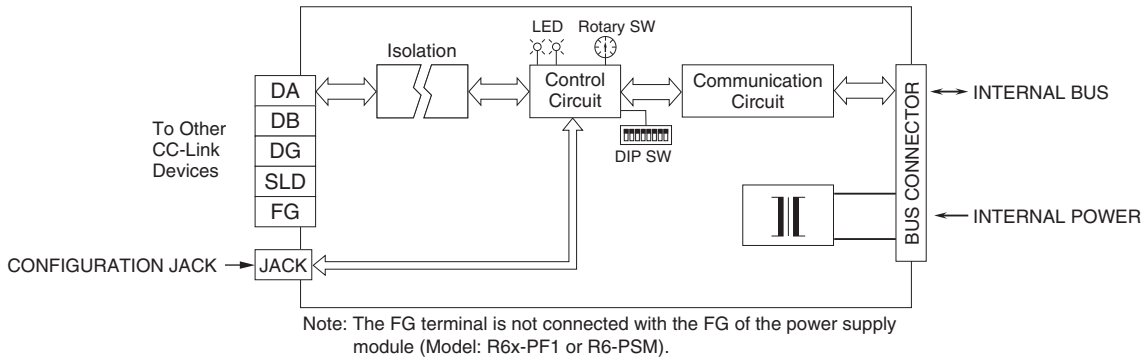 LED
Rotary SW
Isolation
Control
Circuit
Communication
Circuit
DA
DB
DG
SLD
FG
To Other
CC-Link
Devices
DIP SW
BUS CONNECTOR
INTERNAL BUS
INTERNAL POWER
CONFIGURATION JACK
JACK
Note: The FG terminal is not connected with the FG of the power supply
module (Model: R6x-PF1 or R6-PSM).